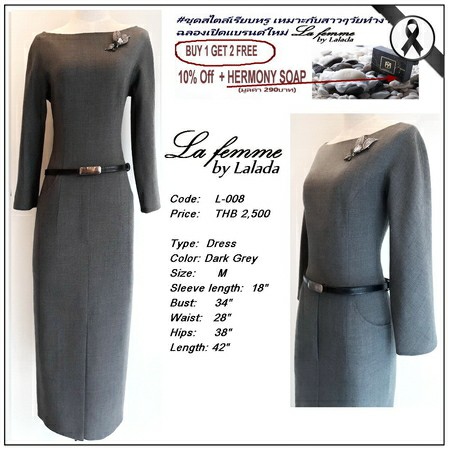 #ชุดสไตล์เรียบหรู เหมาะกับสาวๆวัยทำงาน
ฉลองเปิดแบรนด์ใหม่ La femme
by Lalada
BUY 1 GET 2 FREE
10% Off + HERMONY SOAP
(มูลค่า 290บาท)
La femme
by Lalada
Code: L-008
Price: THB 2,500
Type: Dress
Color: Dark Grey
Size: M
Sleeve length: 18"
Bust: 34"
Waist: 28"
Hips: 38"
Length: 42"